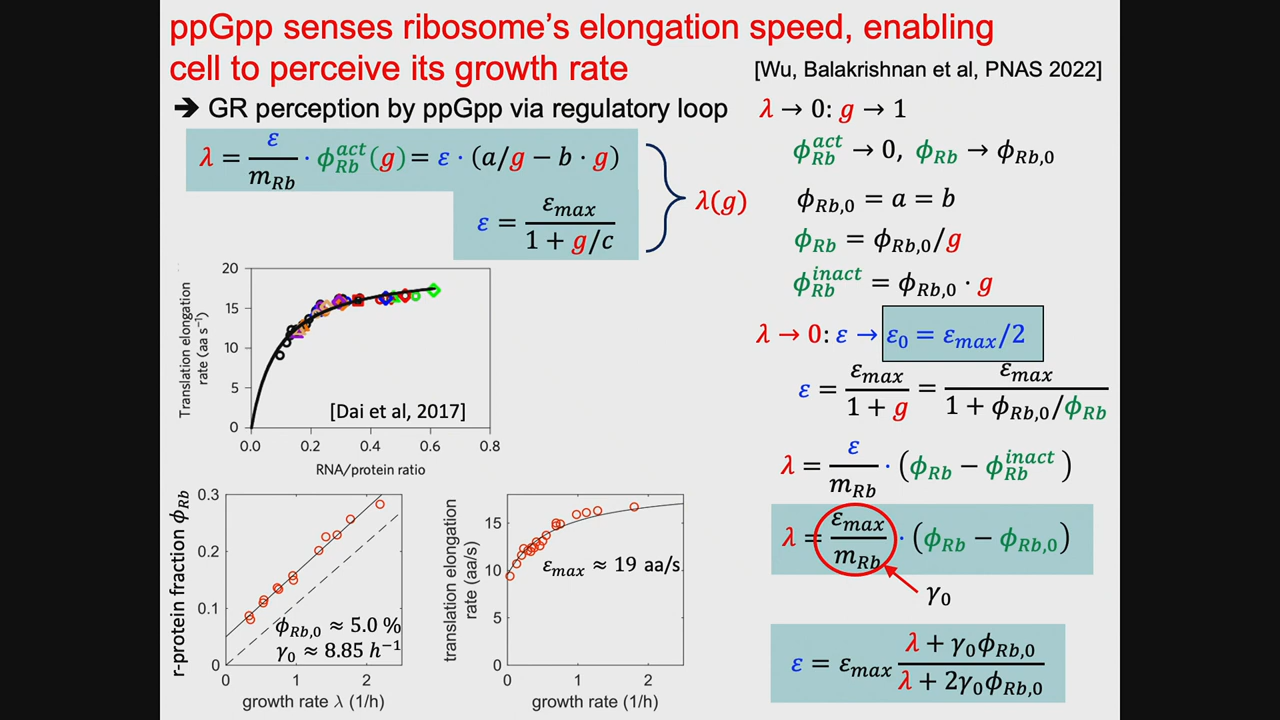 ppGpp senses ribosome's elongation speed, enabling
cell to perceive its growth rate
[Wu, Balakrishnan et al, PNAS 2022]
➔ GR perception by ppGpp via regulatory loop
λ = ε/m_Rb · ϕ_Rb^act(g) = ε · (a/g − b · g)
ε = ε_max/(1 + g/c)
λ(g)
20
15
10
5
0
0.0 0.2 0.4 0.6 0.8
Translation elongation
rate (aa s⁻¹)
[Dai et al, 2017]
RNA/protein ratio
r-protein fraction ϕ_Rb
0.3
0.2
0.1
0
ϕ_Rb,0 ≈ 5.0 %
γ₀ ≈ 8.85 h⁻¹
0 1 2
growth rate λ (1/h)
translation elongation
rate (aa/s)
15
10
5
0
ε_max ≈ 19 aa/s
0 1 2
growth rate (1/h)
λ → 0: g → 1
ϕ_Rb^act → 0, ϕ_Rb → ϕ_Rb,0
ϕ_Rb,0 = a = b
ϕ_Rb = ϕ_Rb,0/g
ϕ_Rb^inact = ϕ_Rb,0 · g
λ → 0: ε → ε₀ = ε_max/2
ε = ε_max/(1 + g) = ε_max/(1 + ϕ_Rb,0/ϕ_Rb)
λ = ε/m_Rb · (ϕ_Rb − ϕ_Rb^inact)
λ = ε_max/m_Rb · (ϕ_Rb − ϕ_Rb,0)
γ₀
ε = ε_max (λ + γ₀ϕ_Rb,0)/(λ + 2γ₀ϕ_Rb,0)